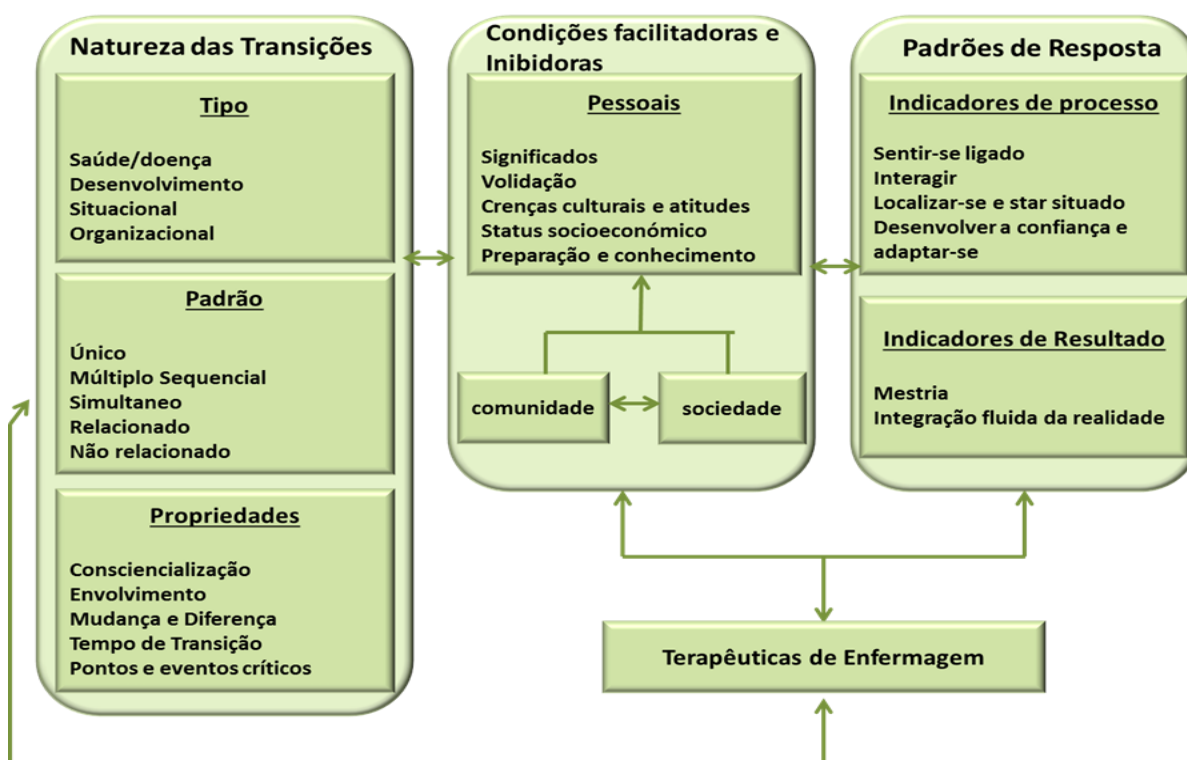 Natureza das Transições
Tipo
Saúde/doença
Desenvolvimento
Situacional
Organizacional
Padrão
Único
Múltiplo Sequencial
Simultaneo
Relacionado
Não relacionado
Propriedades
Consciencialização
Envolvimento
Mudança e Diferença
Tempo de Transição
Pontos e eventos críticos
Condições facilitadoras e
Inibidoras
Pessoais
Significados
Volidação
Crenças culturais e atitudes
Status socioeconómico
Preparação e conhecimento
comunidade
sociedade
Padrões de Resposta
Indicadores de processo
Sentir-se ligado
Interagir
Localizar-se e star situado
Desenvolver a confiança e
adaptar-se
Indicadores de Resultado
Mestria
Integração fluida da realidade
Terapêuticas de Enfermagem